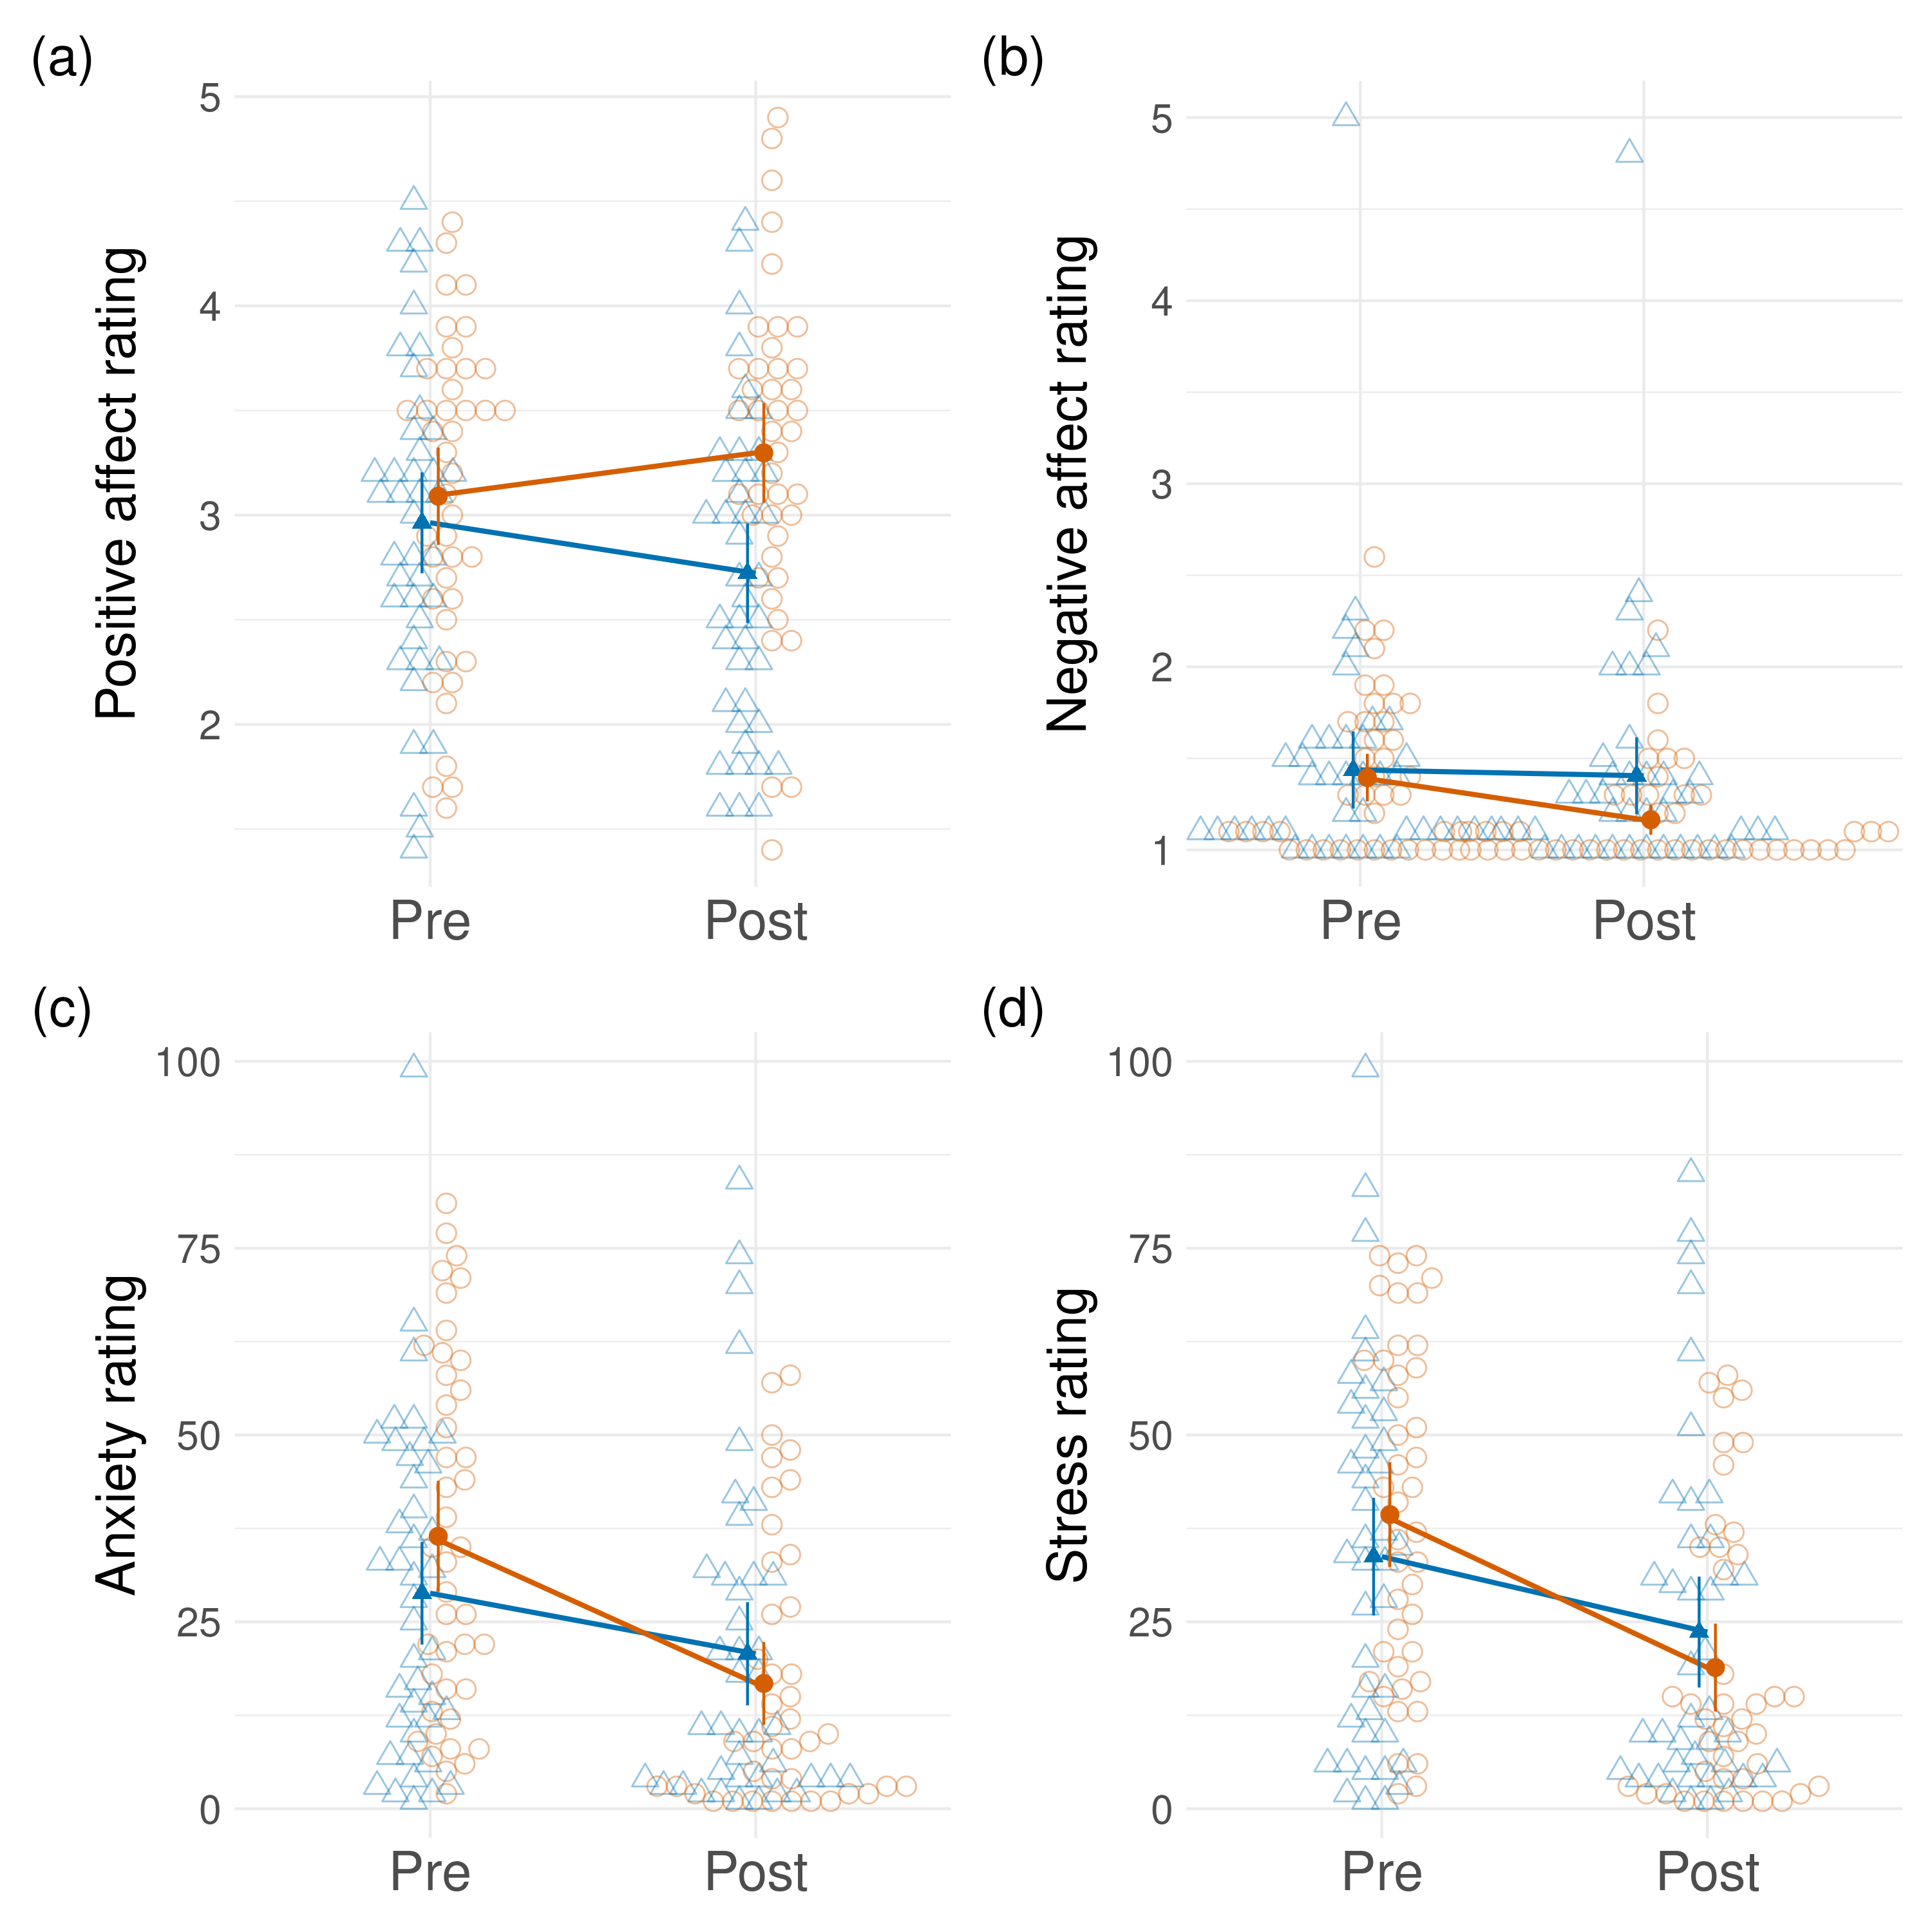 (a)
Positive affect rating
5
4
3
2
Pre Post
(b)
Negative affect rating
5
4
3
2
1
Pre Post
(c)
Anxiety rating
100
75
50
25
0
Pre Post
(d)
Stress rating
100
75
50
25
0
Pre Post